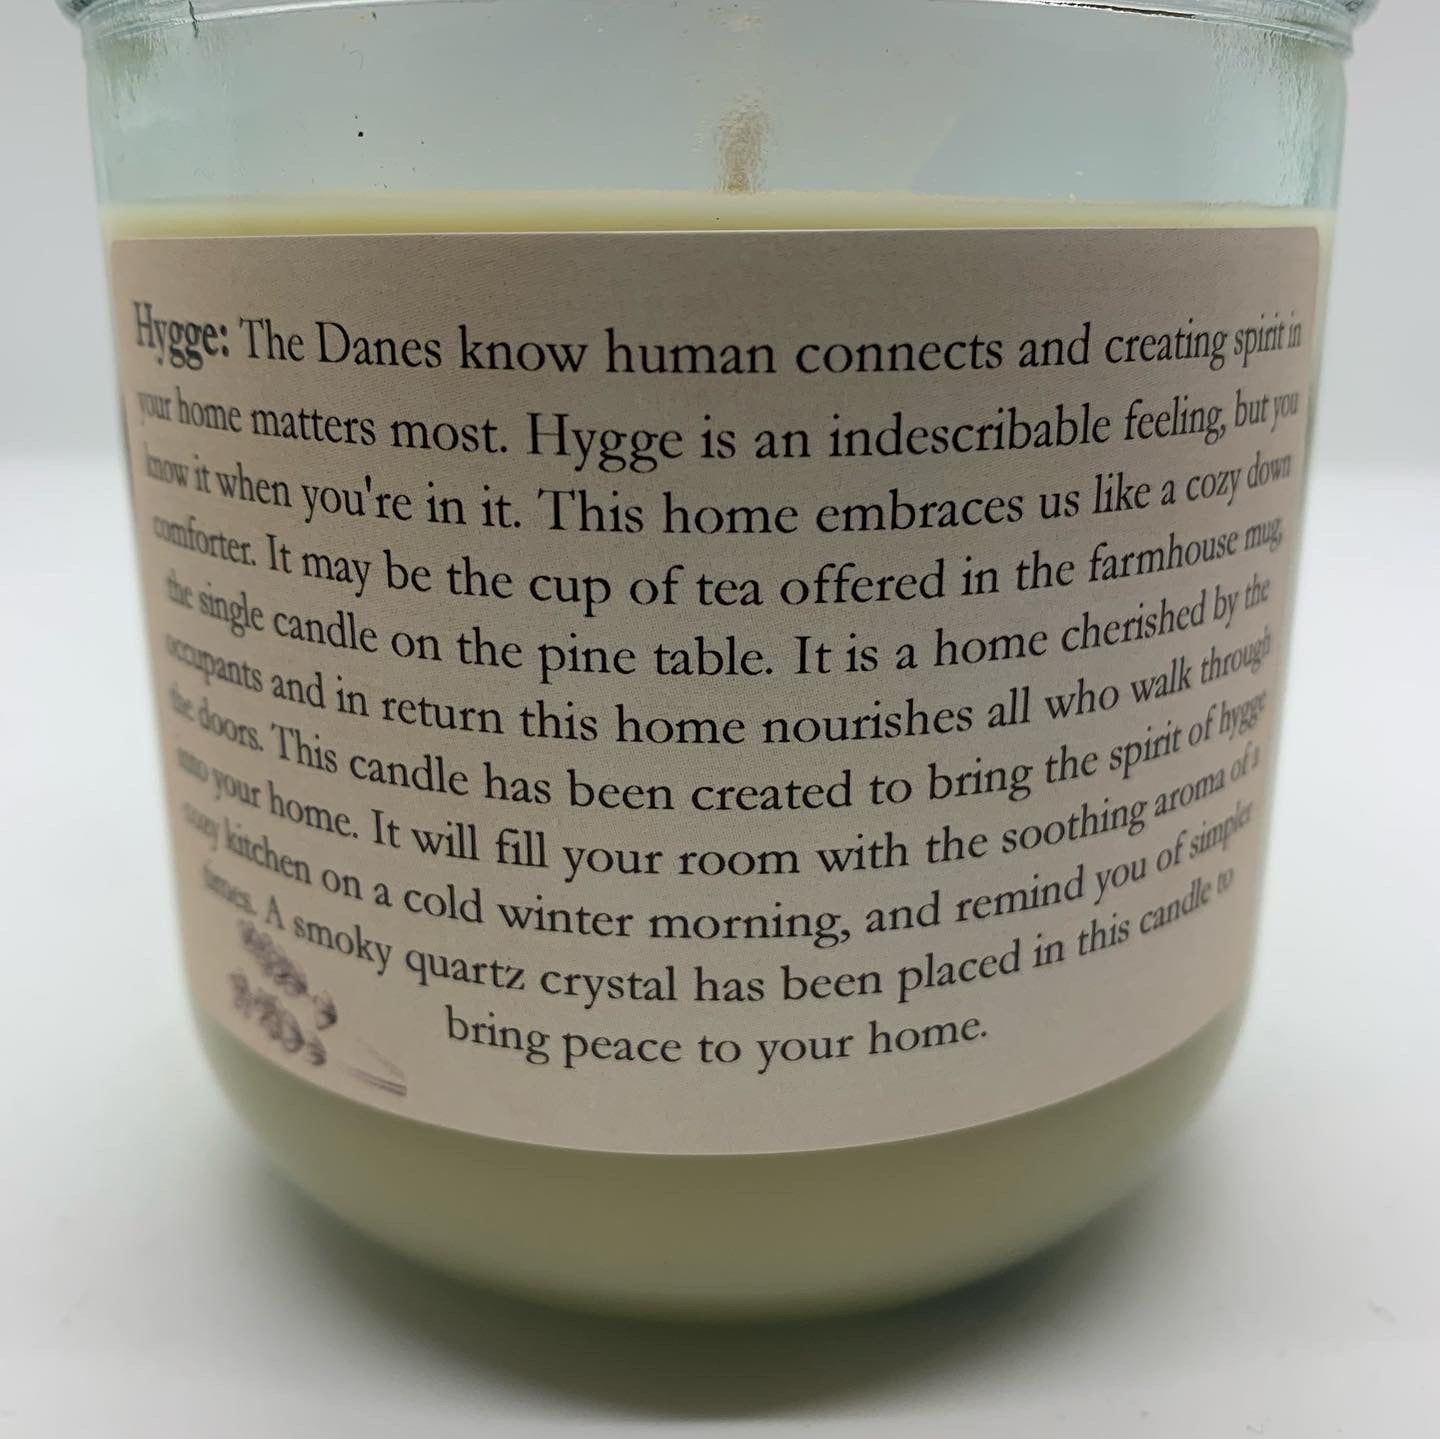 Hygge: The Danes know human connects and creating spirit in
your home matters most. Hygge is an indescribable feeling, but you
know it when you're in it. This home embraces us like a cozy down
comforter. It may be the cup of tea offered in the farmhouse mug,
the single candle on the pine table. It is a home cherished by the
occupants and in return this home nourishes all who walk through
the doors. This candle has been created to bring the spirit of hygge
into your home. It will fill your room with the soothing aroma of a
cozy kitchen on a cold winter morning, and remind you of simpler
times. A smoky quartz crystal has been placed in this candle to
bring peace to your home.